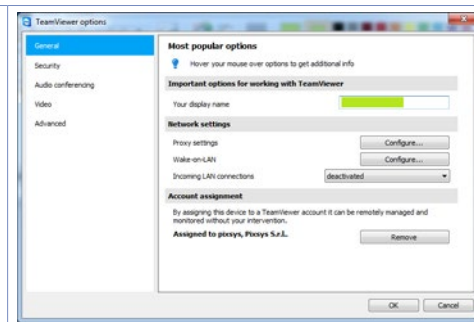 TeamViewer options
General
Security
Audio conferencing
Video
Advanced
Most popular options
Hover your mouse over options to get additional info
Important options for working with TeamViewer
Your display name
Network settings
Proxy settings
Configure...
Wake-on-LAN
Configure...
Incoming LAN connections
deactivated
Account assignment
By assigning this device to a TeamViewer account it can be remotely managed and
monitored without your intervention.
Assigned to pixsys, Pixsys S.r.l.
Remove
OK
Cancel